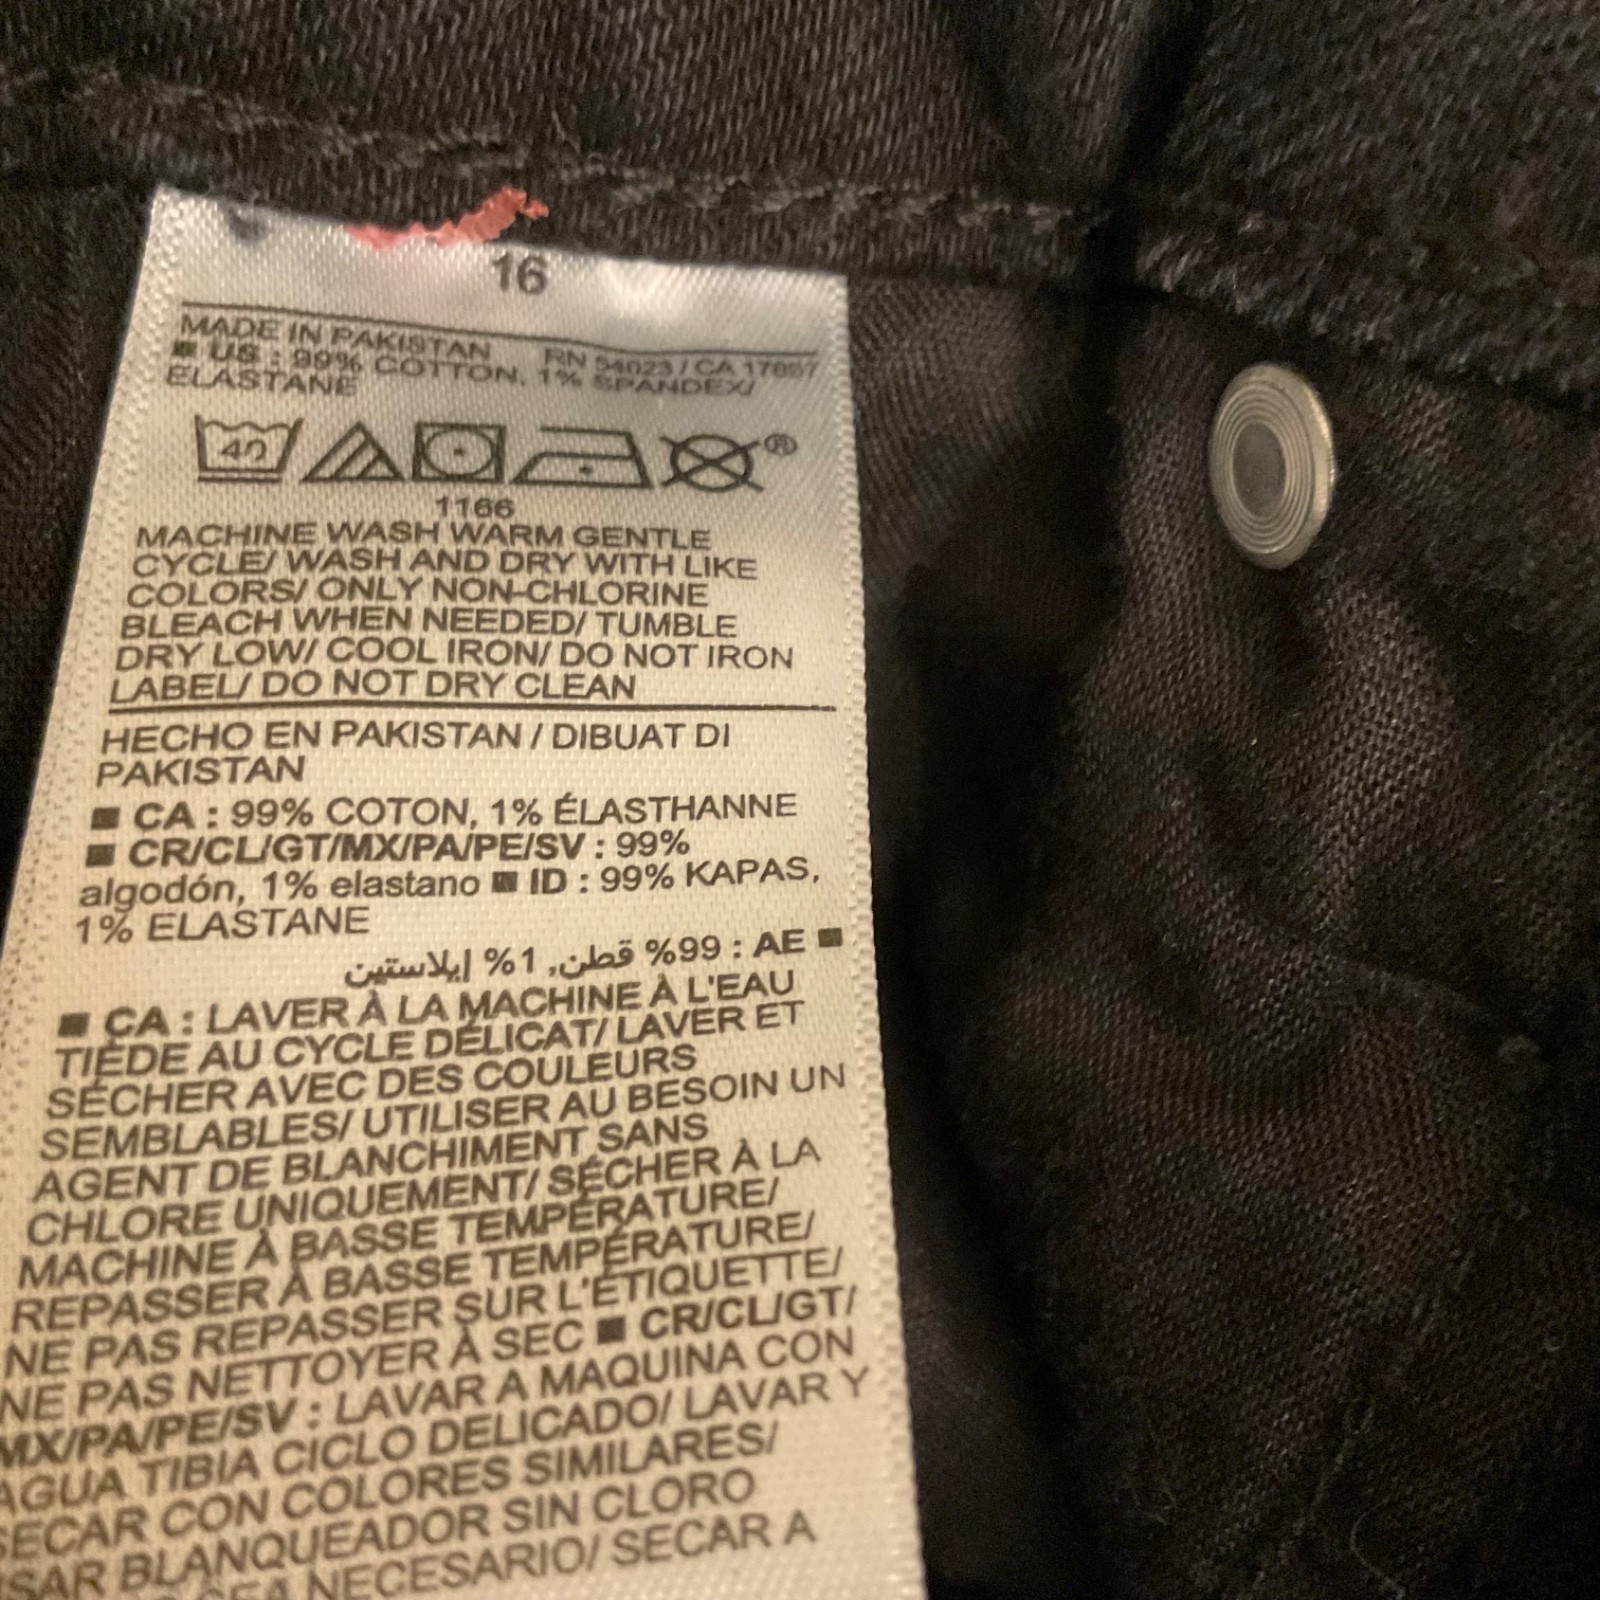 16
MADE IN PAKISTAN RN 54023 / CA 17897
■ US : 99% COTTON, 1% SPANDEX/
ELASTANE
40 ®
1166
MACHINE WASH WARM GENTLE
CYCLE/ WASH AND DRY WITH LIKE
COLORS/ ONLY NON-CHLORINE
BLEACH WHEN NEEDED/ TUMBLE
DRY LOW/ COOL IRON/ DO NOT IRON
LABEL/ DO NOT DRY CLEAN
HECHO EN PAKISTAN / DIBUAT DI
PAKISTAN
■ CA : 99% COTON, 1% ÉLASTHANNE
■ CR/CL/GT/MX/PA/PE/SV : 99%
algodón, 1% elastano ■ ID : 99% KAPAS,
1% ELASTANE
■ AE : 99% قطن, 1% إيلاستين
■ CA : LAVER À LA MACHINE À L'EAU
TIÈDE AU CYCLE DÉLICAT/ LAVER ET
SÉCHER AVEC DES COULEURS
SEMBLABLES/ UTILISER AU BESOIN UN
AGENT DE BLANCHIMENT SANS
CHLORE UNIQUEMENT/ SÉCHER À LA
MACHINE À BASSE TEMPÉRATURE/
REPASSER À BASSE TEMPÉRATURE/
NE PAS REPASSER SUR L'ÉTIQUETTE/
NE PAS NETTOYER À SEC ■ CR/CL/GT/
MX/PA/PE/SV : LAVAR A MAQUINA CON
AGUA TIBIA CICLO DELICADO/ LAVAR Y
SECAR CON COLORES SIMILARES/
USAR BLANQUEADOR SIN CLORO
SEA NECESARIO/ SECAR A